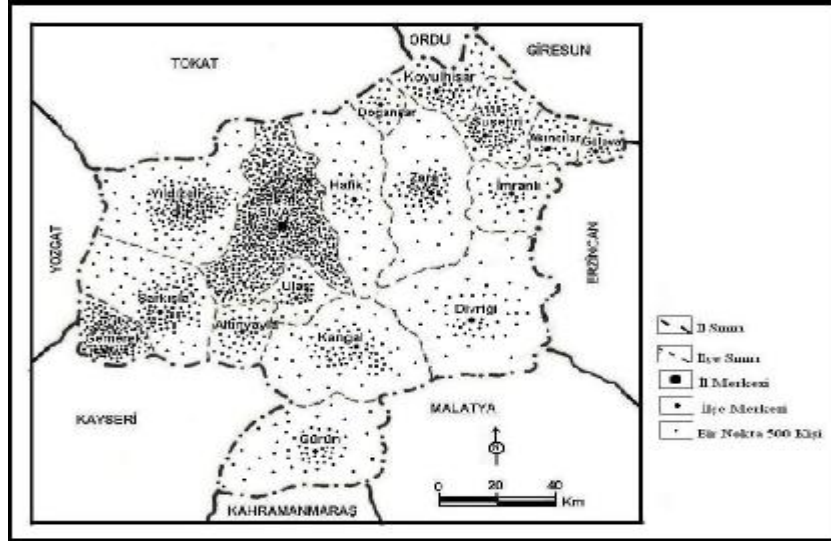 ORDU
GİRESUN
TOKAT
Koyulhisar
Doğanşar
Suşehri
Akıncılar
Gölova
Yıldızeli
Hafik
Zara
İmranlı
YOZGAT
ERZİNCAN
Ulaş
Şarkışla
Divriği
Altınyayla
Gemerek
Kangal
KAYSERİ
MALATYA
Gürün
KAHRAMANMARAŞ
0 20 40
Km
İl Sınırı
İlçe Sınırı
İl Merkezi
İlçe Merkezi
Bir Nokta 500 Kişi